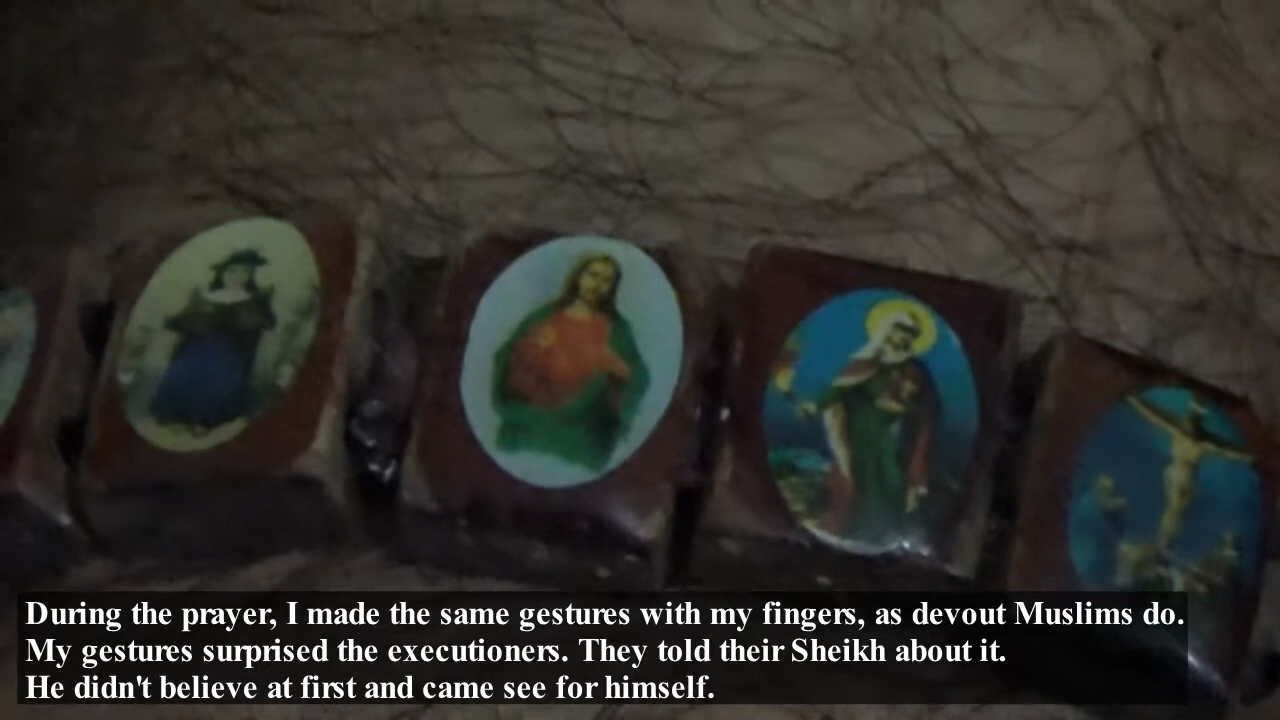 During the prayer, I made the same gestures with my fingers, as devout Muslims do.
My gestures surprised the executioners. They told their Sheikh about it.
He didn't believe at first and came see for himself.